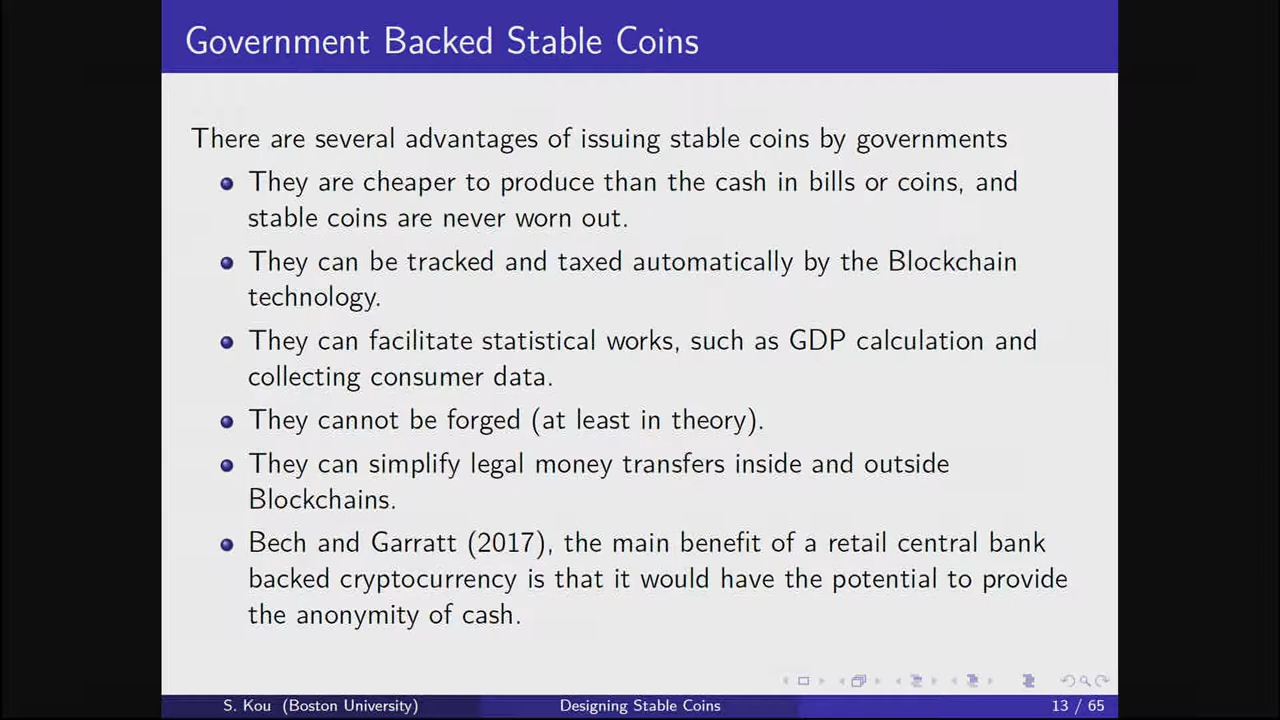 Government Backed Stable Coins
There are several advantages of issuing stable coins by governments
They are cheaper to produce than the cash in bills or coins, and
stable coins are never worn out.
They can be tracked and taxed automatically by the Blockchain
technology.
They can facilitate statistical works, such as GDP calculation and
collecting consumer data.
They cannot be forged (at least in theory).
They can simplify legal money transfers inside and outside
Blockchains.
Bech and Garratt (2017), the main benefit of a retail central bank
backed cryptocurrency is that it would have the potential to provide
the anonymity of cash.
S. Kou (Boston University) Designing Stable Coins 13 / 65